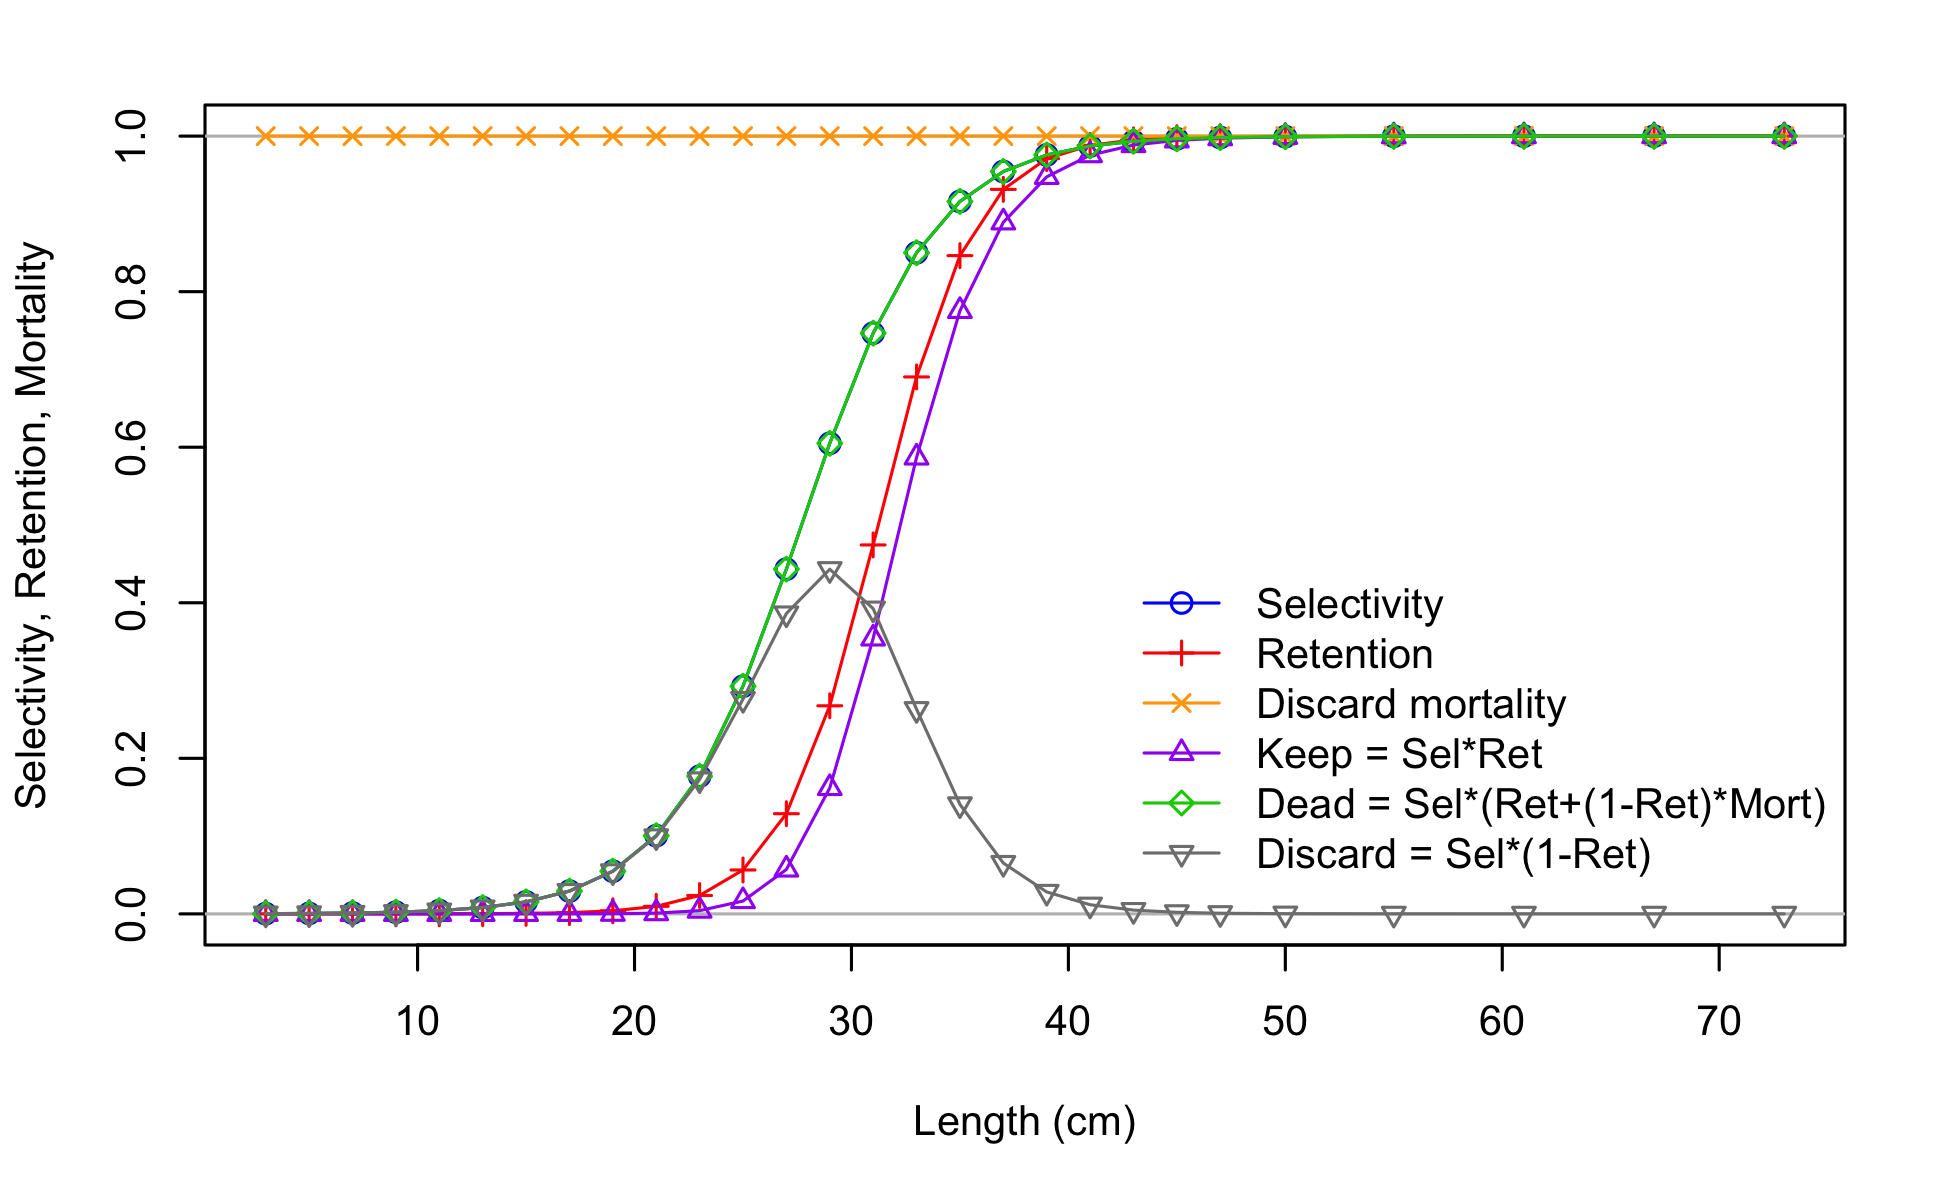 Selectivity, Retention, Mortality
1.0
0.8
0.6
0.4
0.2
0.0
Selectivity
Retention
Discard mortality
Keep = Sel*Ret
Dead = Sel*(Ret+(1-Ret)*Mort)
Discard = Sel*(1-Ret)
10 20 30 40 50 60 70
Length (cm)